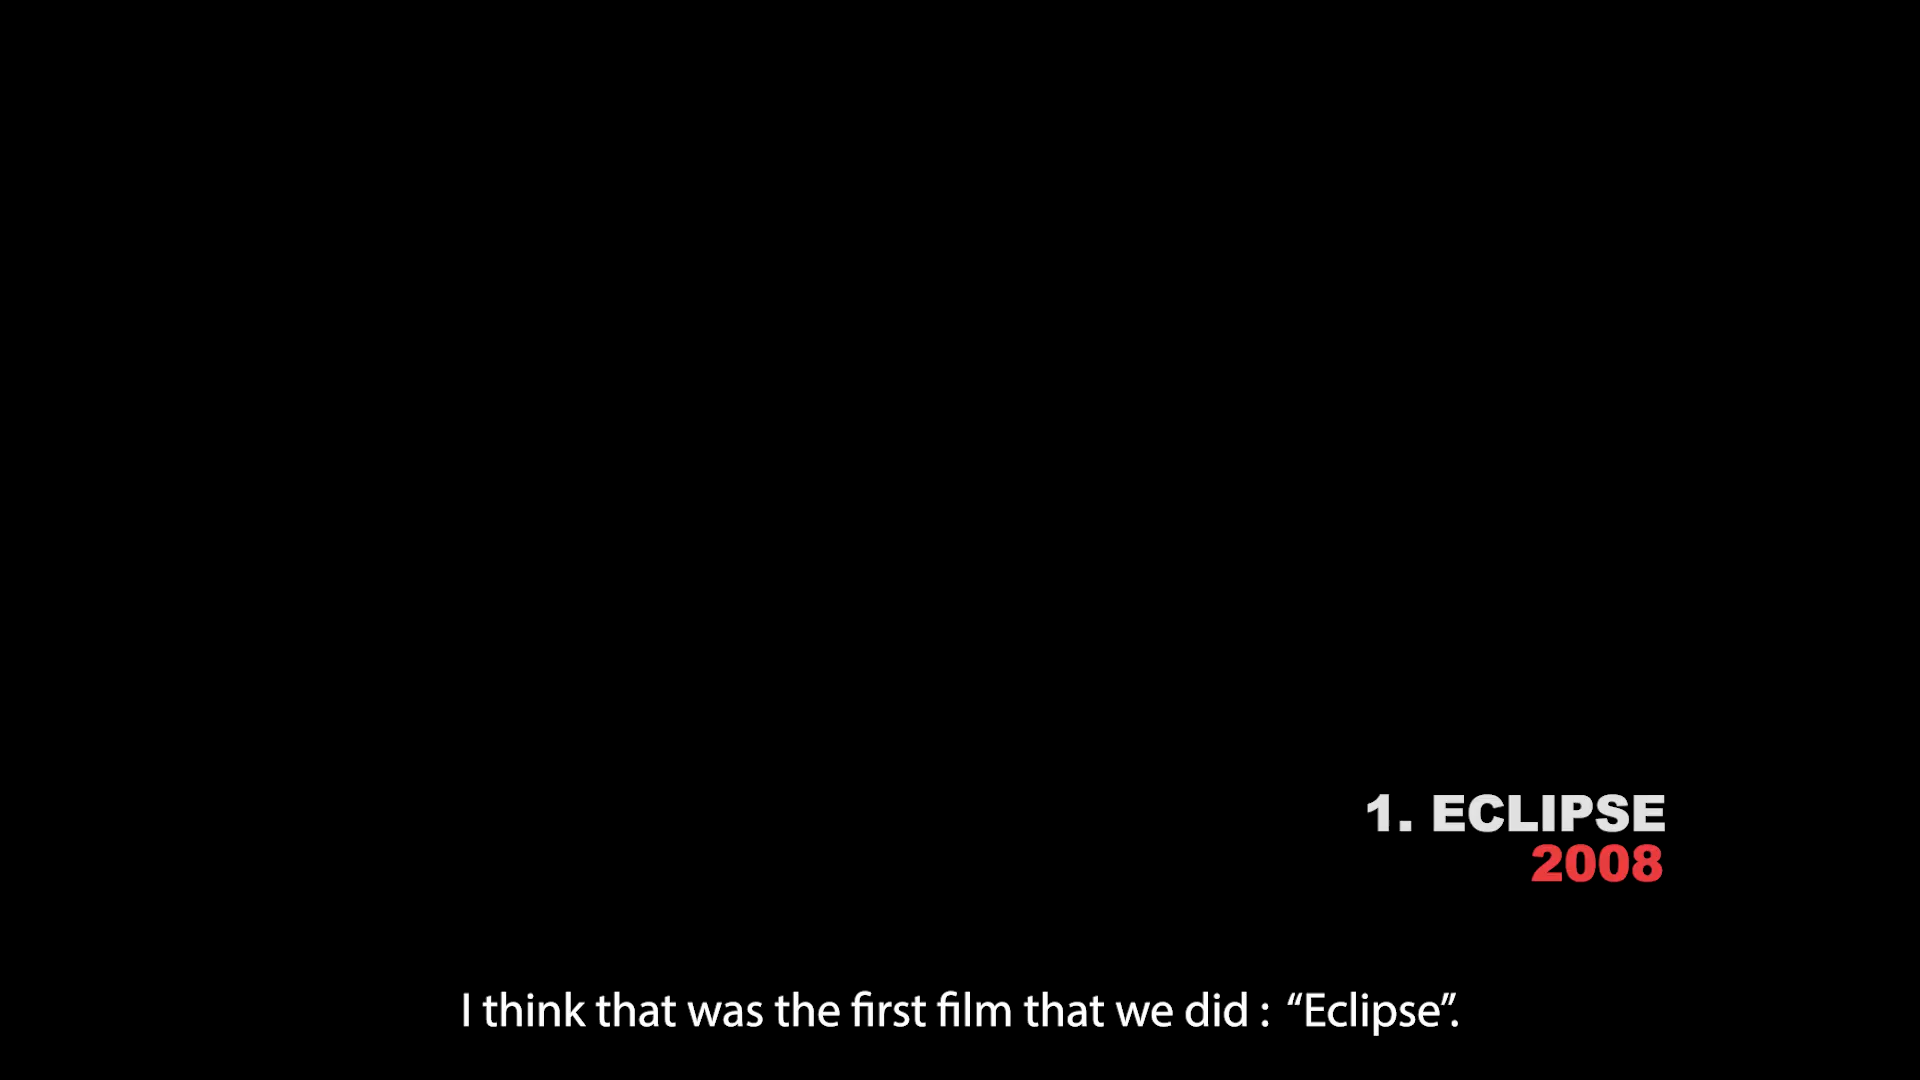 1. ECLIPSE
2008
I think that was the first film that we did : “Eclipse”.